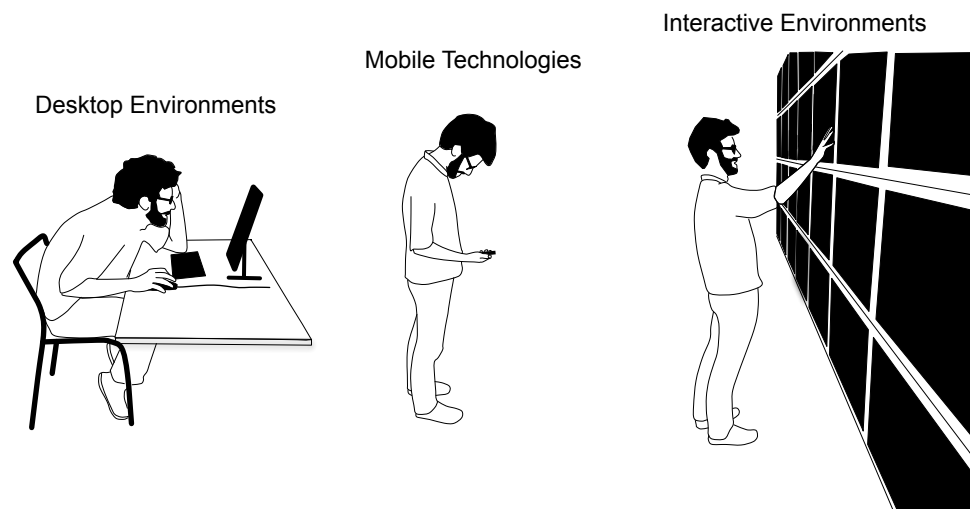 Desktop Environments
Mobile Technologies
Interactive Environments